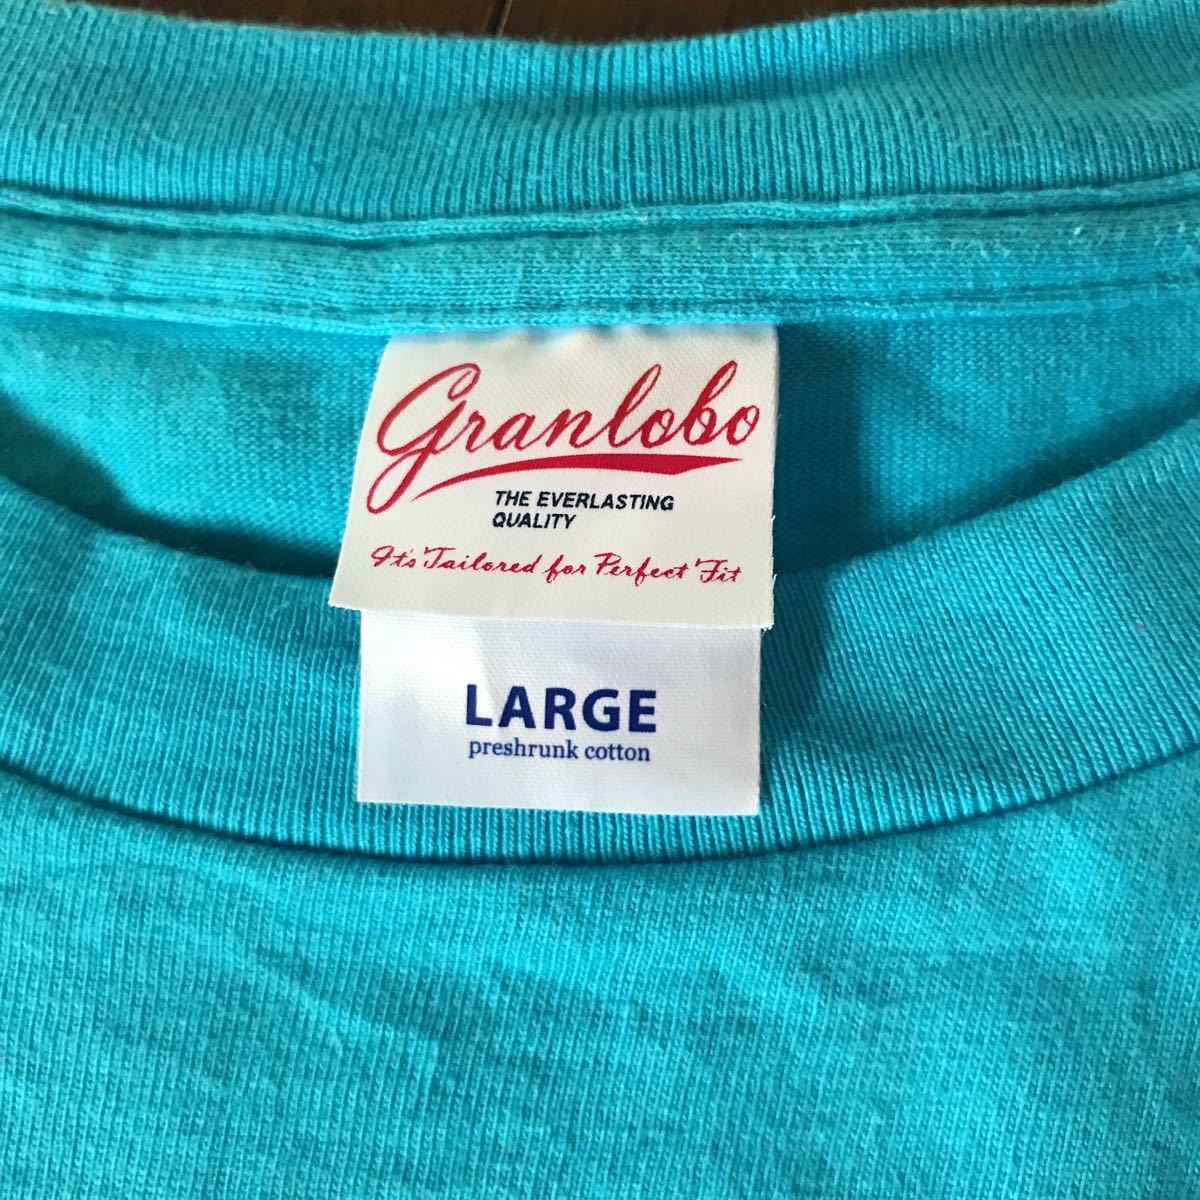 Granlobo
THE EVERLASTING
QUALITY
It's Tailored for Perfect Fit
LARGE
preshrunk cotton